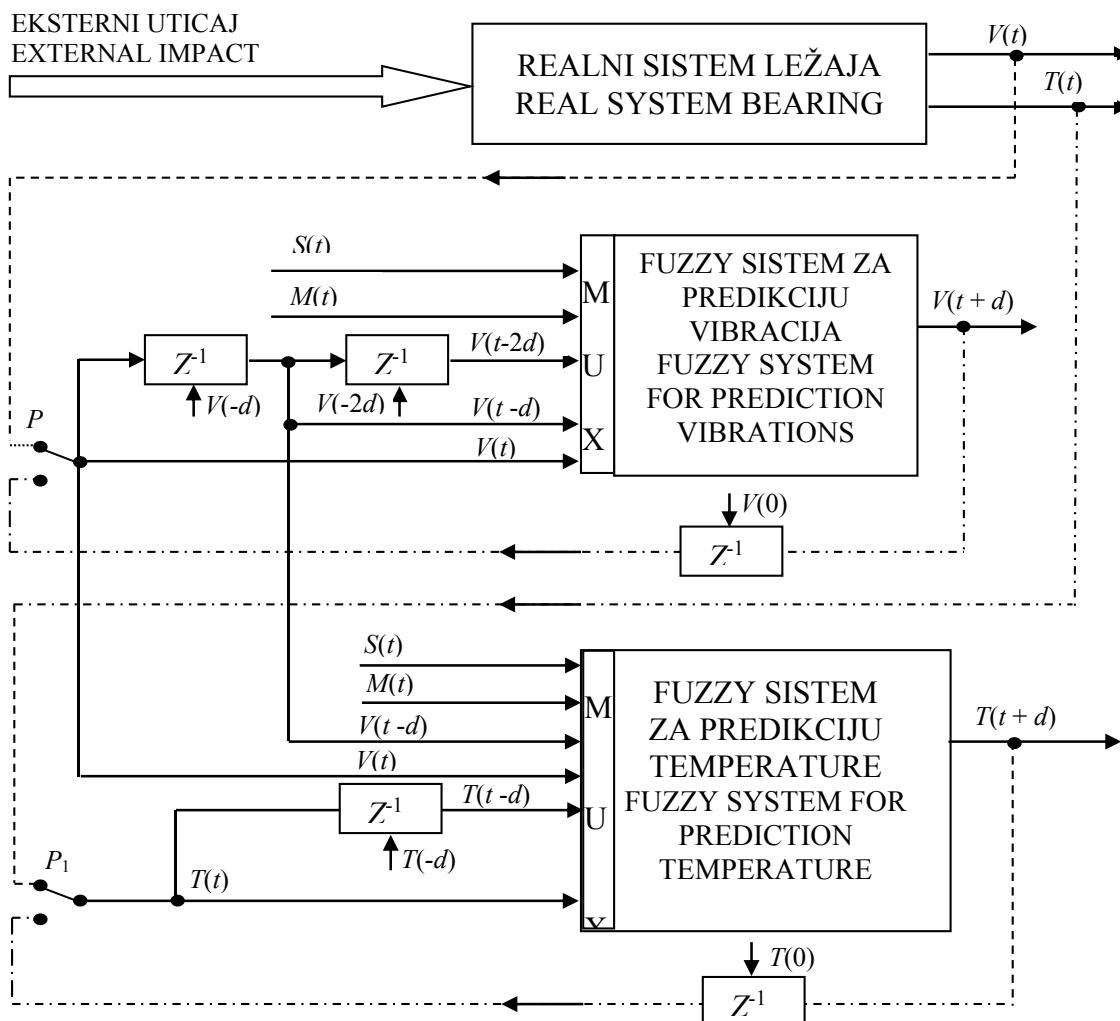 EKSTERNI UTICAJ
EXTERNAL IMPACT
REALNI SISTEM LEŽAJA
REAL SYSTEM BEARING
V(t)
T(t)
S(t)
M(t)
Z-1
V(-d)
Z-1
V(-2d)
V(t-2d)
V(t -d)
V(t)
P
M
U
X
FUZZY SISTEM ZA
PREDIKCIJU
VIBRACIJA
FUZZY SYSTEM
FOR PREDICTION
VIBRATIONS
V(t + d)
V(0)
Z-1
S(t)
M(t)
V(t -d)
V(t)
Z-1
T(t -d)
T(-d)
P1
T(t)
M
U
X
FUZZY SISTEM
ZA PREDIKCIJU
TEMPERATURE
FUZZY SYSTEM FOR
PREDICTION
TEMPERATURE
T(t + d)
T(0)
Z-1